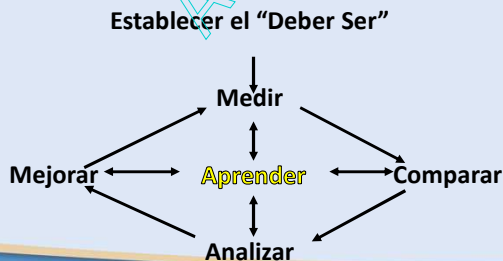 Establecer el “Deber Ser”
Medir
Mejorar Aprender Comparar
Analizar